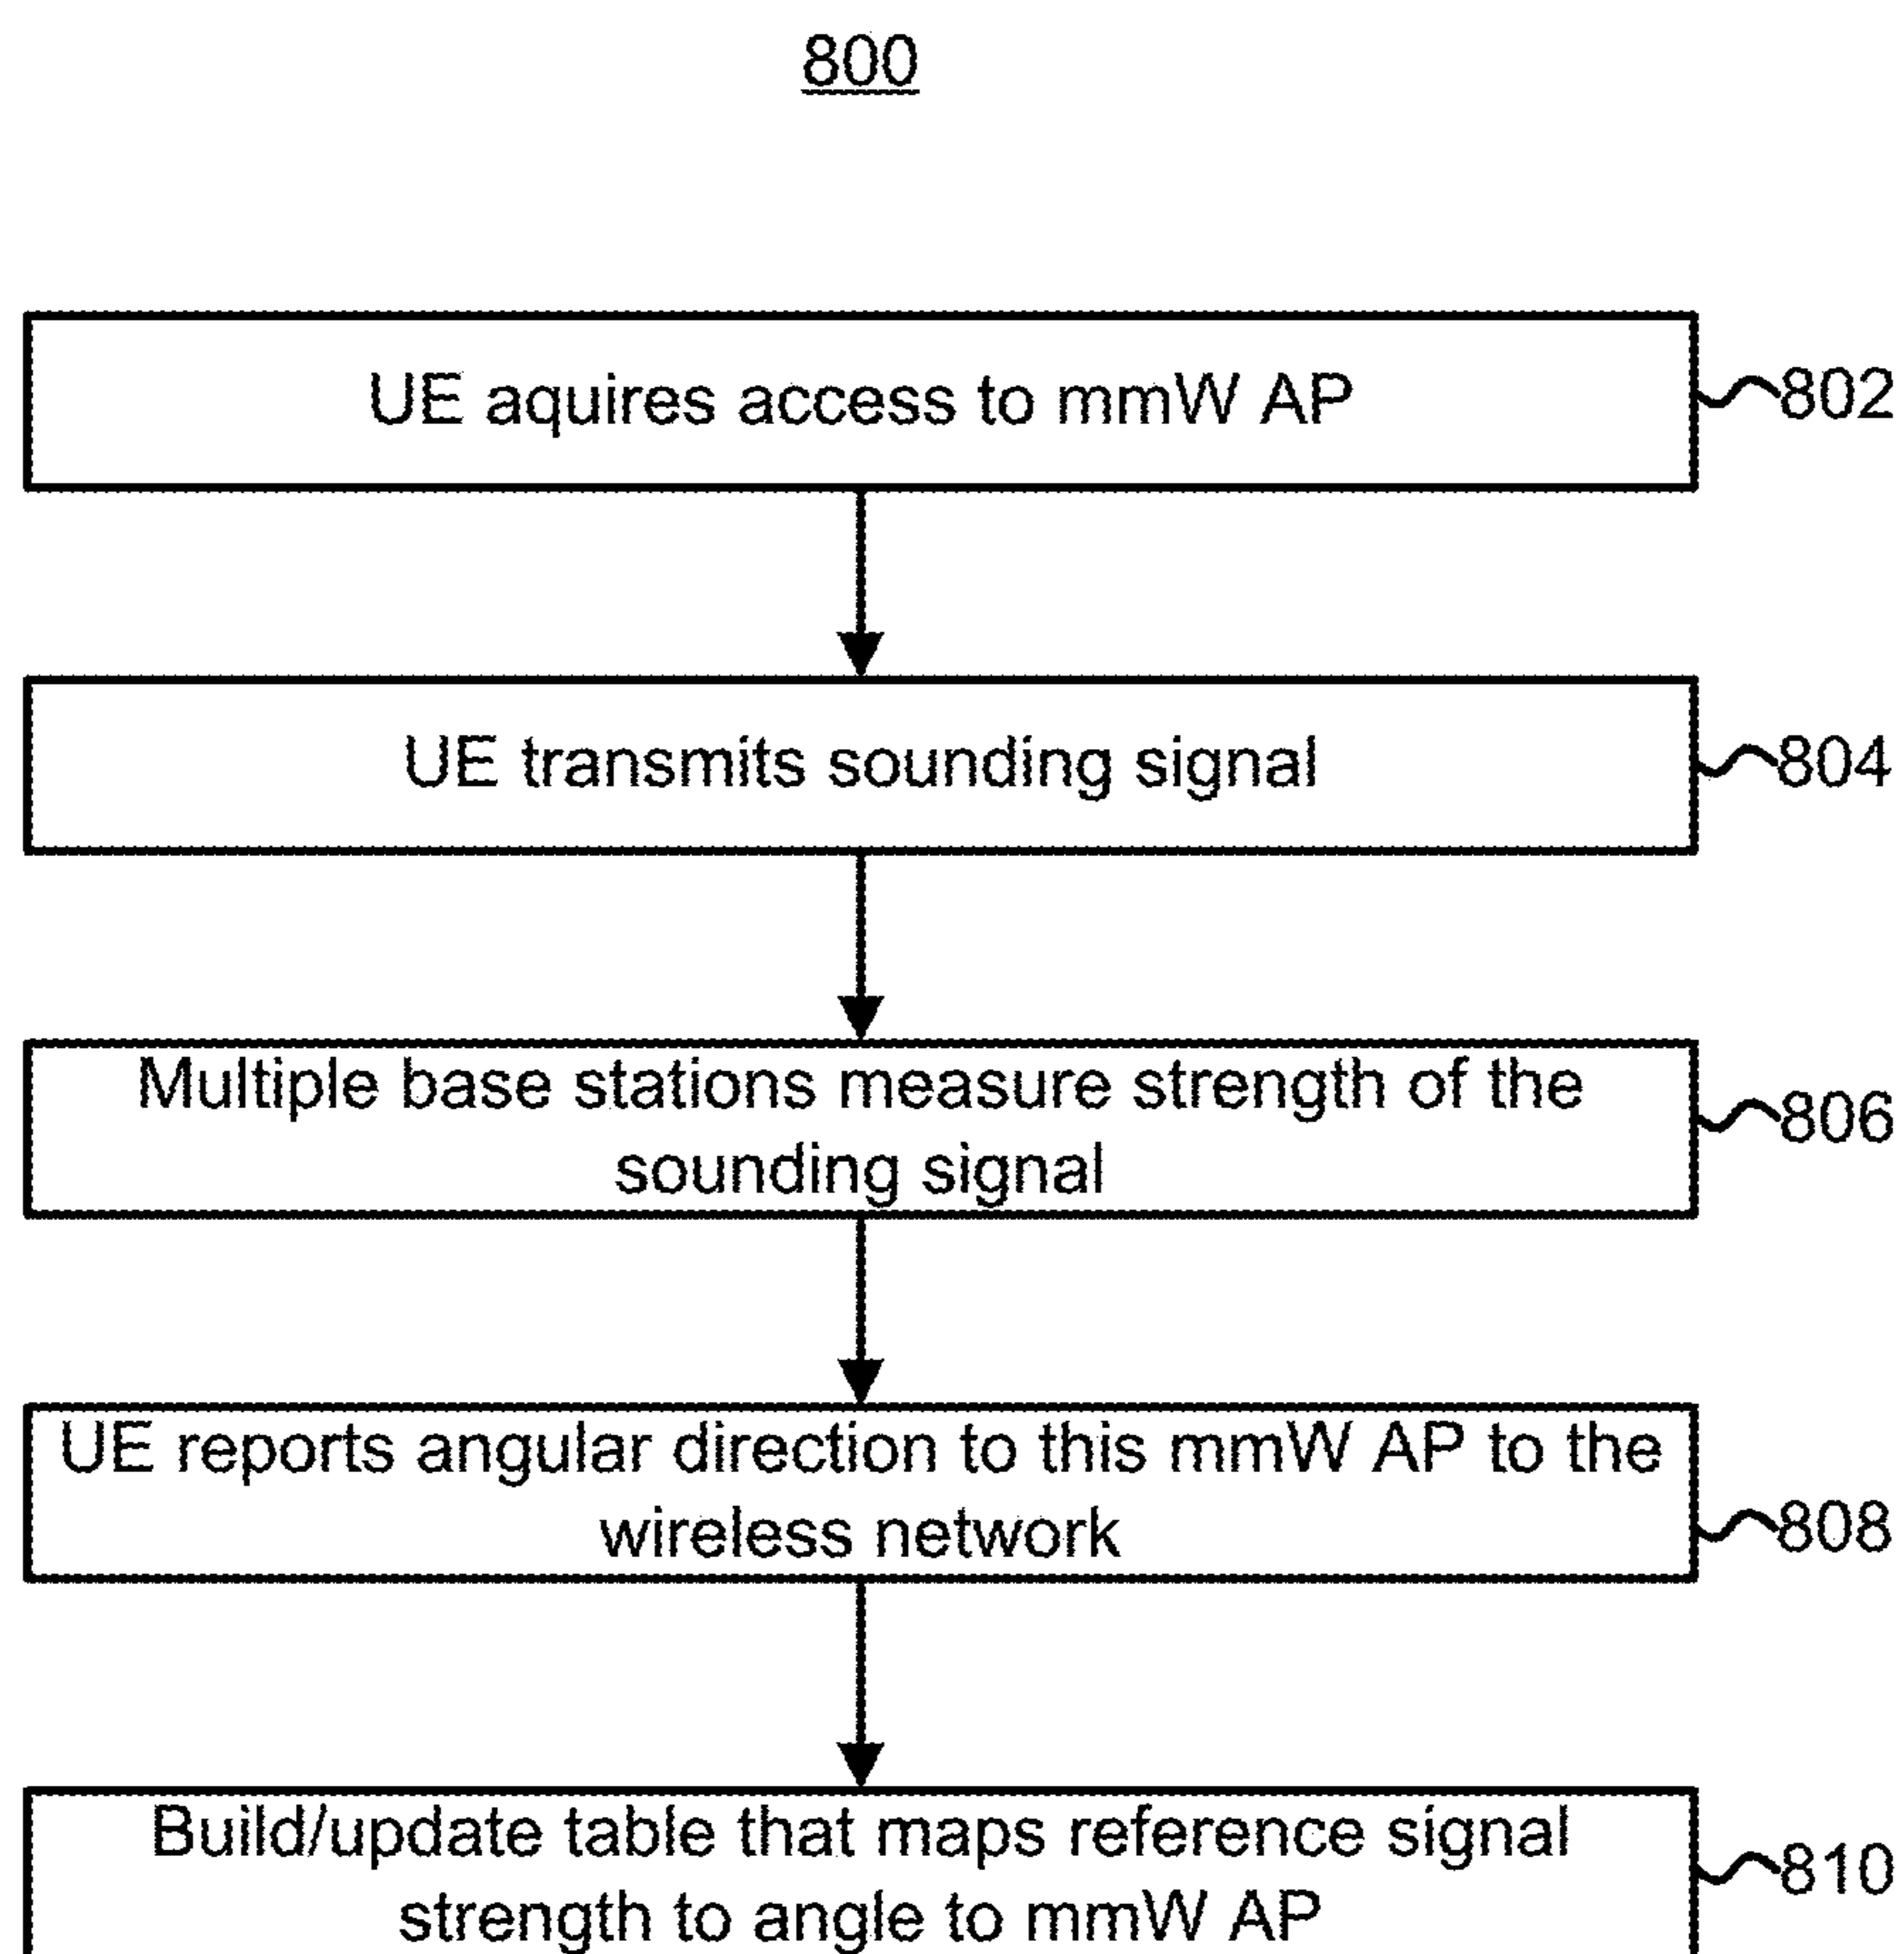 800
UE aquires access to mmW AP
802
UE transmits sounding signal
804
Multiple base stations measure strength of the
sounding signal
806
UE reports angular direction to this mmW AP to the
wireless network
808
Build/update table that maps reference signal
strength to angle to mmW AP
810